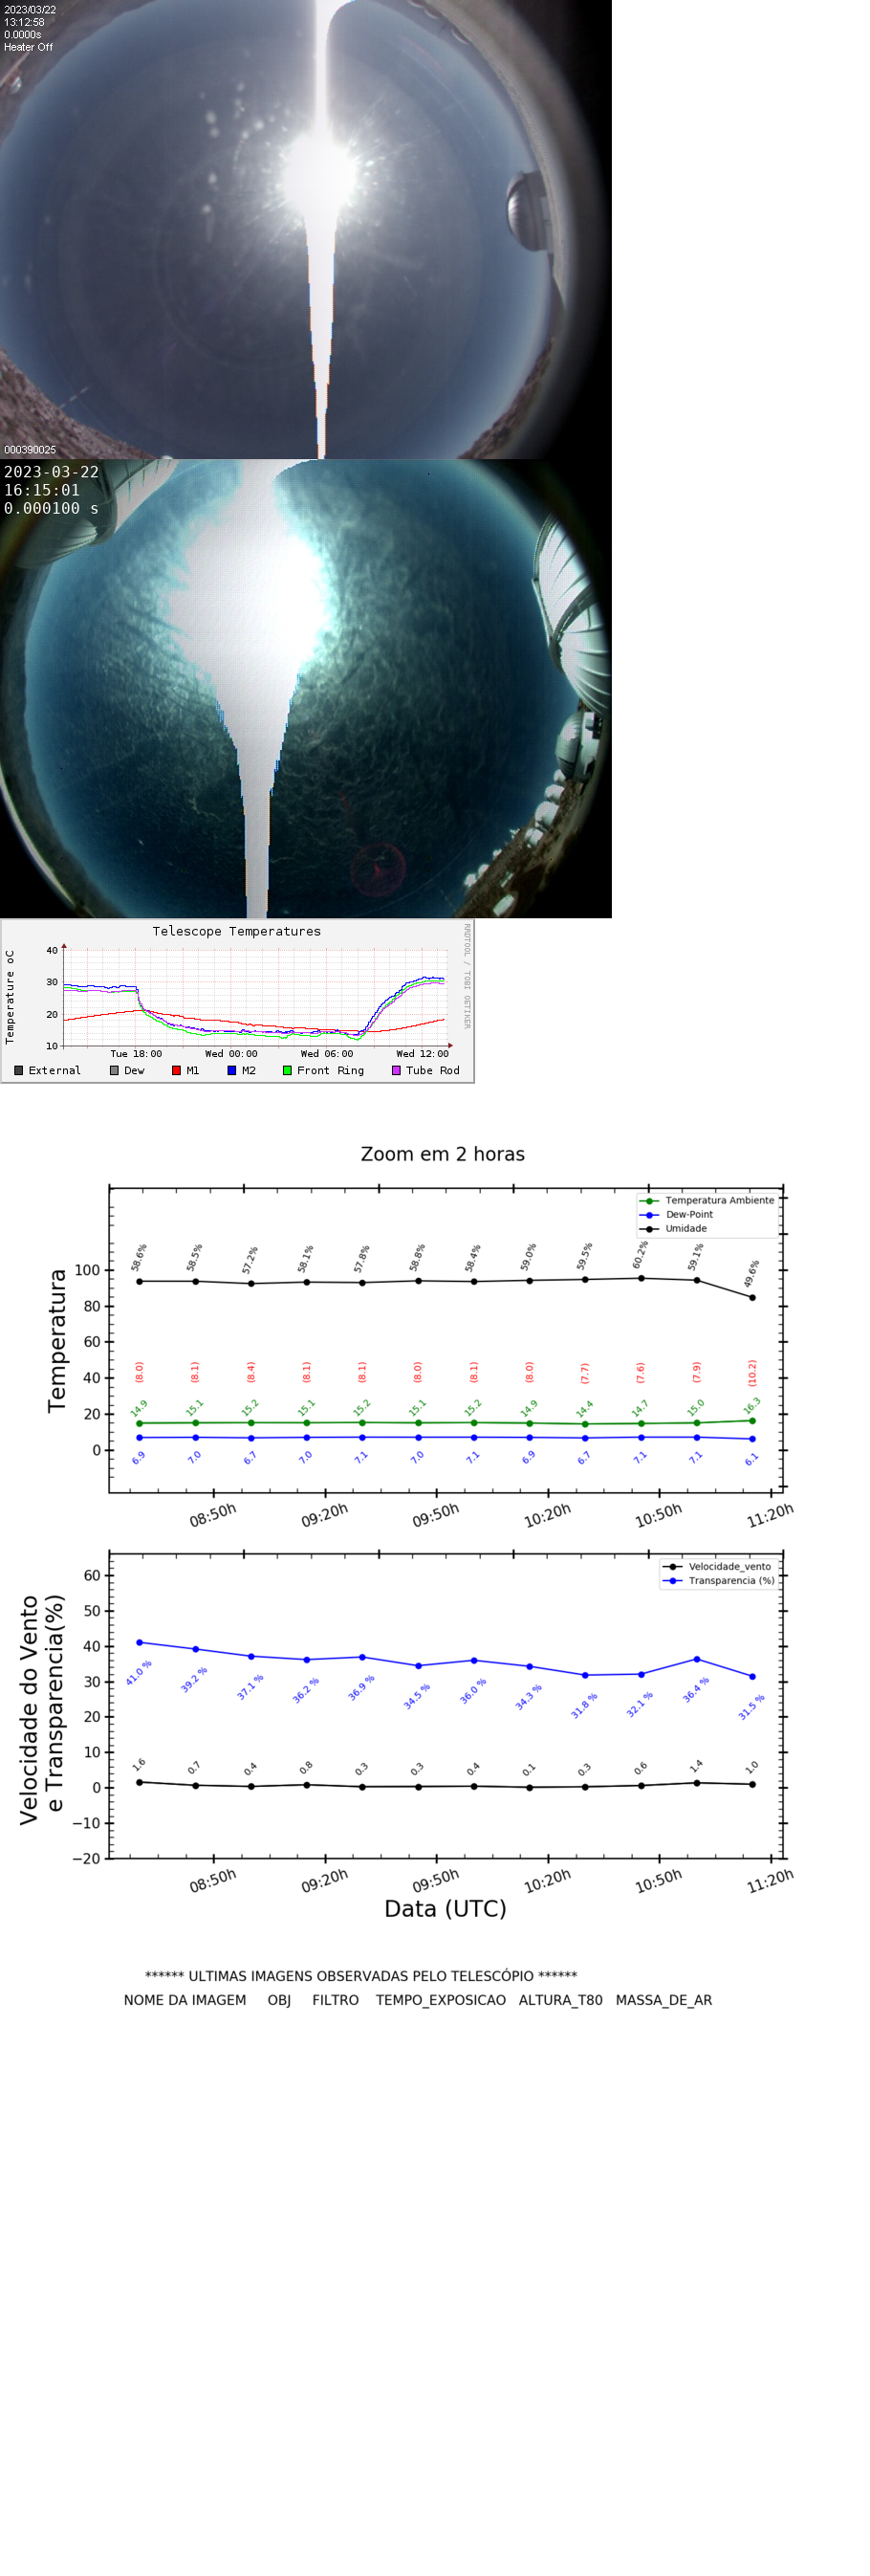 2023/03/22
13:12:58
0.0000s
Heater Off
000390025
2023-03-22
16:15:01
0.000100 s
Telescope Temperatures
RRDTOOL / TOBI OETIKER
Temperature oC
40
30
20
10
Tue 18:00 Wed 00:00 Wed 06:00 Wed 12:00
External Dew M1 M2 Front Ring Tube Rod
Zoom em 2 horas
Temperatura Ambiente
Dew-Point
Umidade
Temperatura
100
80
60
40
20
0
58.6% 58.5% 57.2% 58.1% 57.8% 58.8% 58.4% 59.0% 59.5% 60.2% 59.1% 49.6%
(8.0) (8.1) (8.4) (8.1) (8.1) (8.0) (8.1) (8.0) (7.7) (7.6) (7.9) (10.2)
14.9 15.1 15.2 15.1 15.2 15.1 15.2 14.9 14.4 14.7 15.0 16.3
6.9 7.0 6.7 7.0 7.1 7.0 7.1 6.9 6.7 7.1 7.1 6.1
08:50h 09:20h 09:50h 10:20h 10:50h 11:20h
Velocidade_vento
Transparencia (%)
Velocidade do Vento
e Transparencia(%)
60
50
40
30
20
10
0
−10
−20
41.0 % 39.2 % 37.1 % 36.2 % 36.9 % 34.5 % 36.0 % 34.3 % 31.8 % 32.1 % 36.4 % 31.5 %
1.6 0.7 0.4 0.8 0.3 0.3 0.4 0.1 0.3 0.6 1.4 1.0
08:50h 09:20h 09:50h 10:20h 10:50h 11:20h
Data (UTC)
****** ULTIMAS IMAGENS OBSERVADAS PELO TELESCÓPIO ******
NOME DA IMAGEM OBJ FILTRO TEMPO_EXPOSICAO ALTURA_T80 MASSA_DE_AR